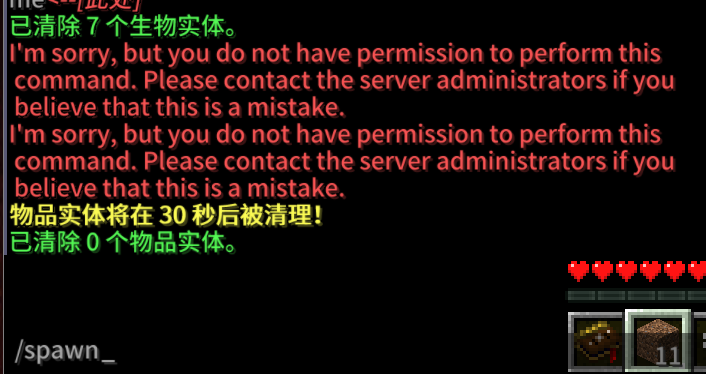 me<--[此处]
已清除 7 个生物实体。
I'm sorry, but you do not have permission to perform this
command. Please contact the server administrators if you
believe that this is a mistake.
I'm sorry, but you do not have permission to perform this
command. Please contact the server administrators if you
believe that this is a mistake.
物品实体将在 30 秒后被清理！
已清除 0 个物品实体。
/spawn_
11